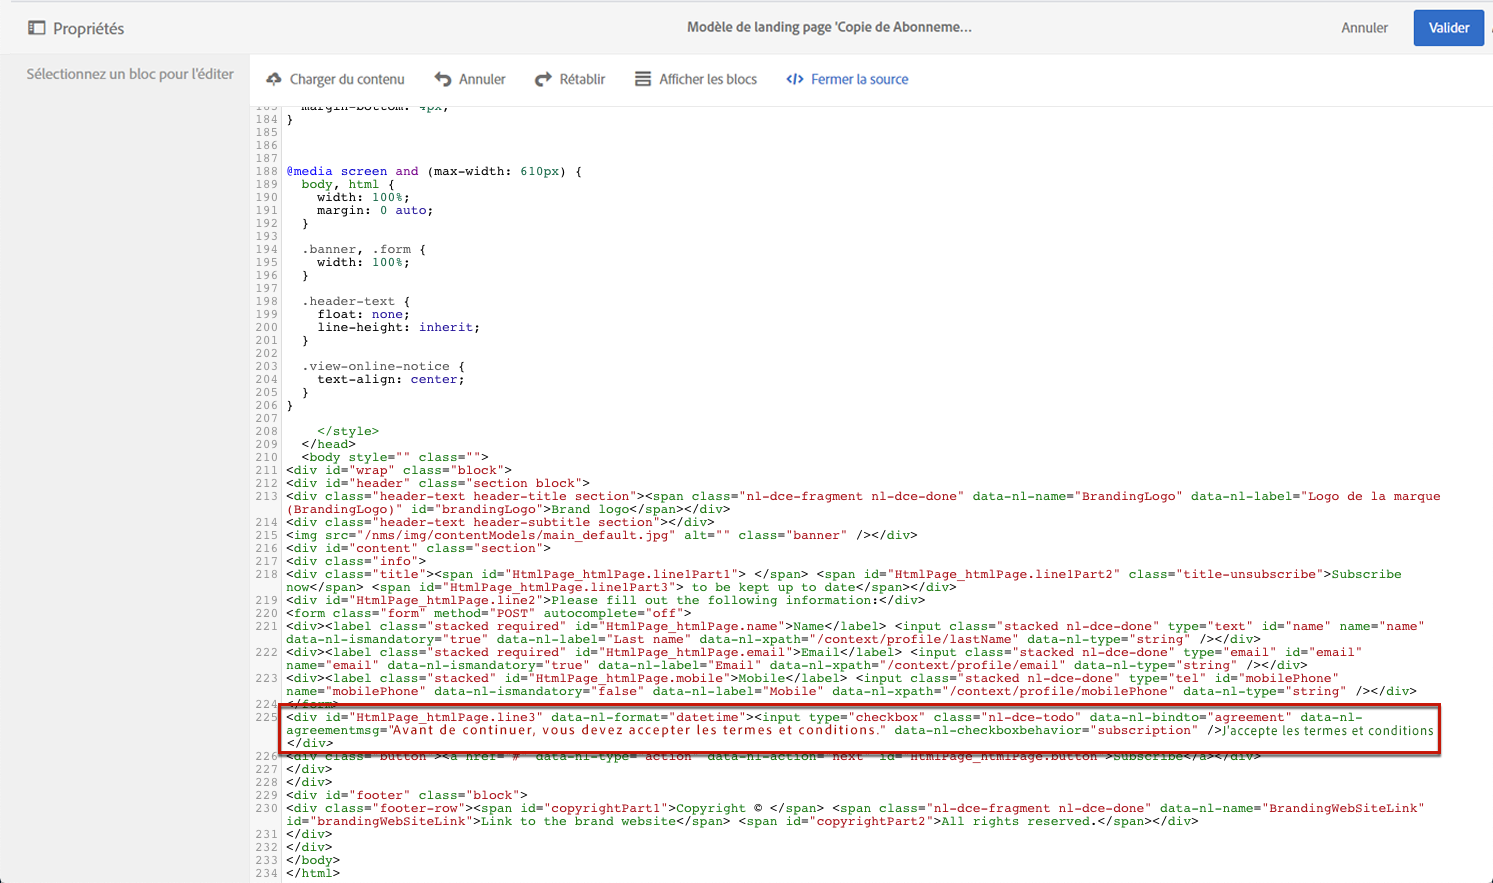 Propriétés
Modèle de landing page 'Copie de Abonneme...
Annuler
Valider
Sélectionnez un bloc pour l'éditer
Charger du contenu
Annuler
Rétablir
Afficher les blocs
</> Fermer la source
183 margin-bottom: 4px;
184 }
185
186
187
188 @media screen and (max-width: 610px) {
189 body, html {
190 width: 100%;
191 margin: 0 auto;
192 }
193
194 .banner, .form {
195 width: 100%;
196 }
197
198 .header-text {
199 float: none;
200 line-height: inherit;
201 }
202
203 .view-online-notice {
204 text-align: center;
205 }
206 }
207
208 </style>
209 </head>
210 <body style="" class="">
211 <div id="wrap" class="block">
212 <div id="header" class="section block">
213 <div class="header-text header-title section"><span class="nl-dce-fragment nl-dce-done" data-nl-name="BrandingLogo" data-nl-label="Logo de la marque
(BrandingLogo)" id="brandingLogo">Brand logo</span></div>
214 <div class="header-text header-subtitle section"></div>
215 <img src="/nms/img/contentModels/main_default.jpg" alt="" class="banner" /></div>
216 <div id="content" class="section">
217 <div class="info">
218 <div class="title"><span id="HtmlPage_htmlPage.line1Part1"> </span> <span id="HtmlPage_htmlPage.line1Part2" class="title-unsubscribe">Subscribe
now</span> <span id="HtmlPage_htmlPage.line1Part3"> to be kept up to date</span></div>
219 <div id="HtmlPage_htmlPage.line2">Please fill out the following information:</div>
220 <form class="form" method="POST" autocomplete="off">
221 <div><label class="stacked required" id="HtmlPage_htmlPage.name">Name</label> <input class="stacked nl-dce-done" type="text" id="name" name="name"
data-nl-ismandatory="true" data-nl-label="Last name" data-nl-xpath="/context/profile/lastName" data-nl-type="string" /></div>
222 <div><label class="stacked required" id="HtmlPage_htmlPage.email">Email</label> <input class="stacked nl-dce-done" type="email" id="email"
name="email" data-nl-ismandatory="true" data-nl-label="Email" data-nl-xpath="/context/profile/email" data-nl-type="string" /></div>
223 <div><label class="stacked" id="HtmlPage_htmlPage.mobile">Mobile</label> <input class="stacked nl-dce-done" type="tel" id="mobilePhone"
name="mobilePhone" data-nl-ismandatory="false" data-nl-label="Mobile" data-nl-xpath="/context/profile/mobilePhone" data-nl-type="string" /></div>
224 </form>
225 <div id="HtmlPage_htmlPage.line3" data-nl-format="datetime"><input type="checkbox" class="nl-dce-todo" data-nl-bindto="agreement" data-nl-
agreementmsg="Avant de continuer, vous devez accepter les termes et conditions." data-nl-checkboxbehavior="subscription" />J'accepte les termes et conditions
</div>
226 <div class="button"><a href="#" data-nl-type="action" data-nl-action="next" id="HtmlPage_htmlPage.button">Subscribe</a></div>
227 </div>
228 </div>
229 <div id="footer" class="block">
230 <div class="footer-row"><span id="copyrightPart1">Copyright © </span> <span class="nl-dce-fragment nl-dce-done" data-nl-name="BrandingWebSiteLink"
id="brandingWebSiteLink">Link to the brand website</span> <span id="copyrightPart2">All rights reserved.</span></div>
231 </div>
232 </div>
233 </body>
234 </html>